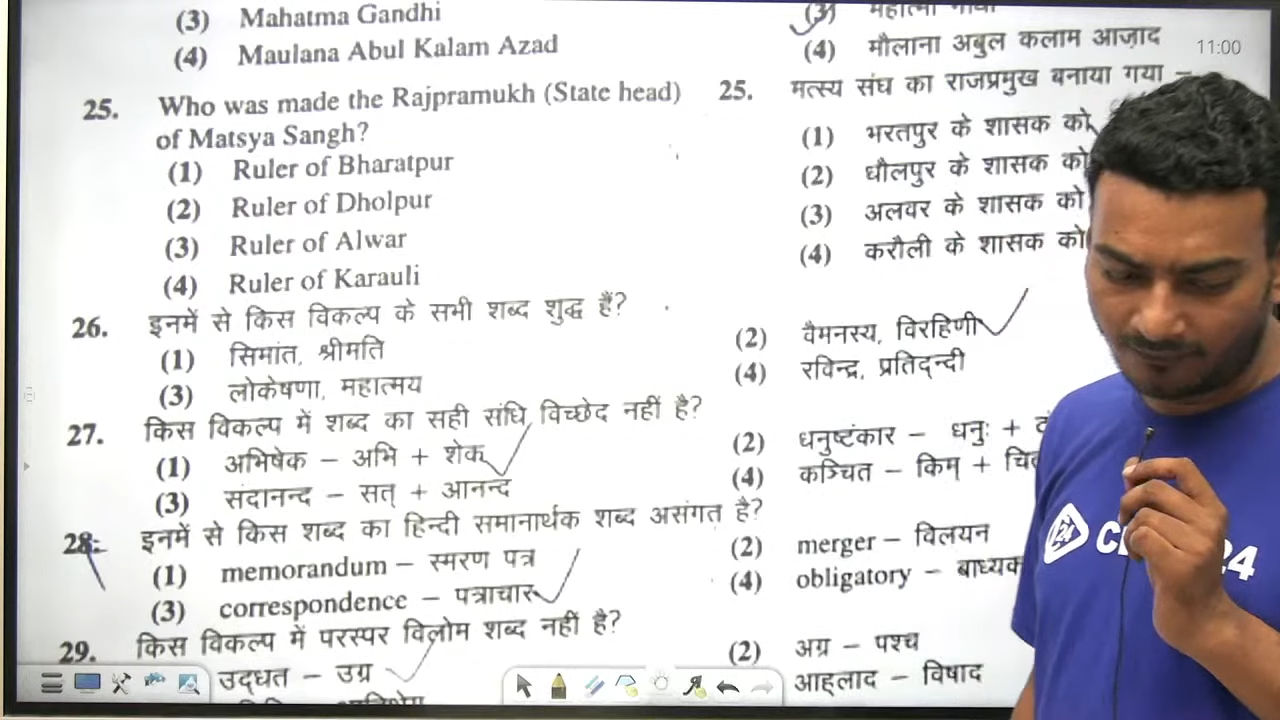 (3) Mahatma Gandhi
(4) Maulana Abul Kalam Azad
25. Who was made the Rajpramukh (State head)
of Matsya Sangh?
(1) Ruler of Bharatpur
(2) Ruler of Dholpur
(3) Ruler of Alwar
(4) Ruler of Karauli
(3) महात्मा गांधी
(4) मौलाना अबुल कलाम आज़ाद
11:00
25. मत्स्य संघ का राजप्रमुख बनाया गया –
(1) भरतपुर के शासक को
(2) धौलपुर के शासक को
(3) अलवर के शासक को
(4) करौली के शासक को
26. इनमें से किस विकल्प के सभी शब्द शुद्ध हैं?
(1) सिमांत, श्रीमति
(2) वैमनस्य, विरहिणी
(3) लोकेषणा, महात्मय
(4) रविन्द्र, प्रतिद्न्दी
27. किस विकल्प में शब्द का सही संधि विच्छेद नहीं है?
(1) अभिषेक – अभि + शेक
(2) धनुष्टंकार – धनुः +
(3) संदानन्द – सत् + आनन्द
(4) कञ्चित – किम् +
28. इनमें से किस शब्द का हिन्दी समानार्थक शब्द असंगत है?
(1) memorandum – स्मरण पत्र
(2) merger – विलयन
(3) correspondence – पत्राचार
(4) obligatory –
29. किस विकल्प में परस्पर विलोम शब्द नहीं है?
उद्धत – उग्र
(2) अग्र – पश्च
आह्लाद – विषाद
24